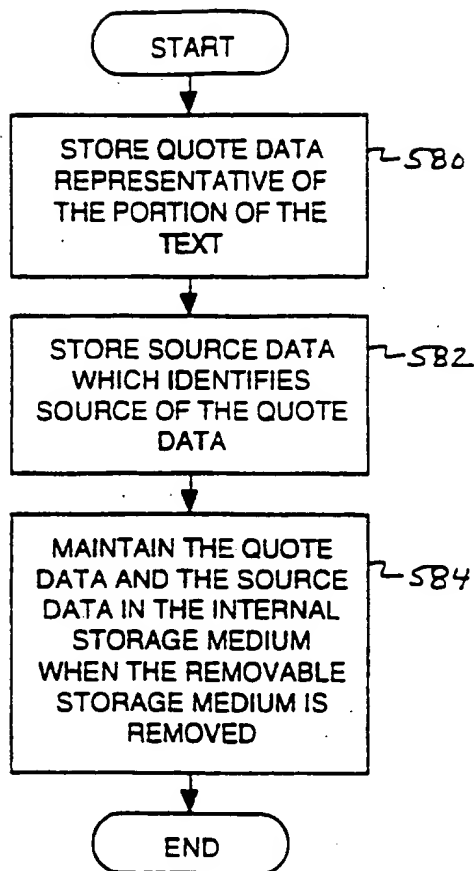 START
STORE QUOTE DATA
REPRESENTATIVE OF
THE PORTION OF THE
TEXT
580
STORE SOURCE DATA
WHICH IDENTIFIES
SOURCE OF THE QUOTE
DATA
582
MAINTAIN THE QUOTE
DATA AND THE SOURCE
DATA IN THE INTERNAL
STORAGE MEDIUM
WHEN THE REMOVABLE
STORAGE MEDIUM IS
REMOVED
584
END